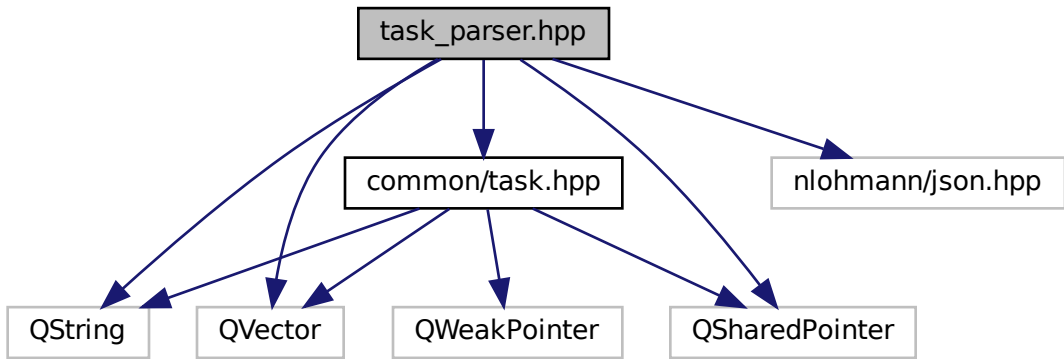 task_parser.hpp
common/task.hpp
nlohmann/json.hpp
QString
QVector
QWeakPointer
QSharedPointer